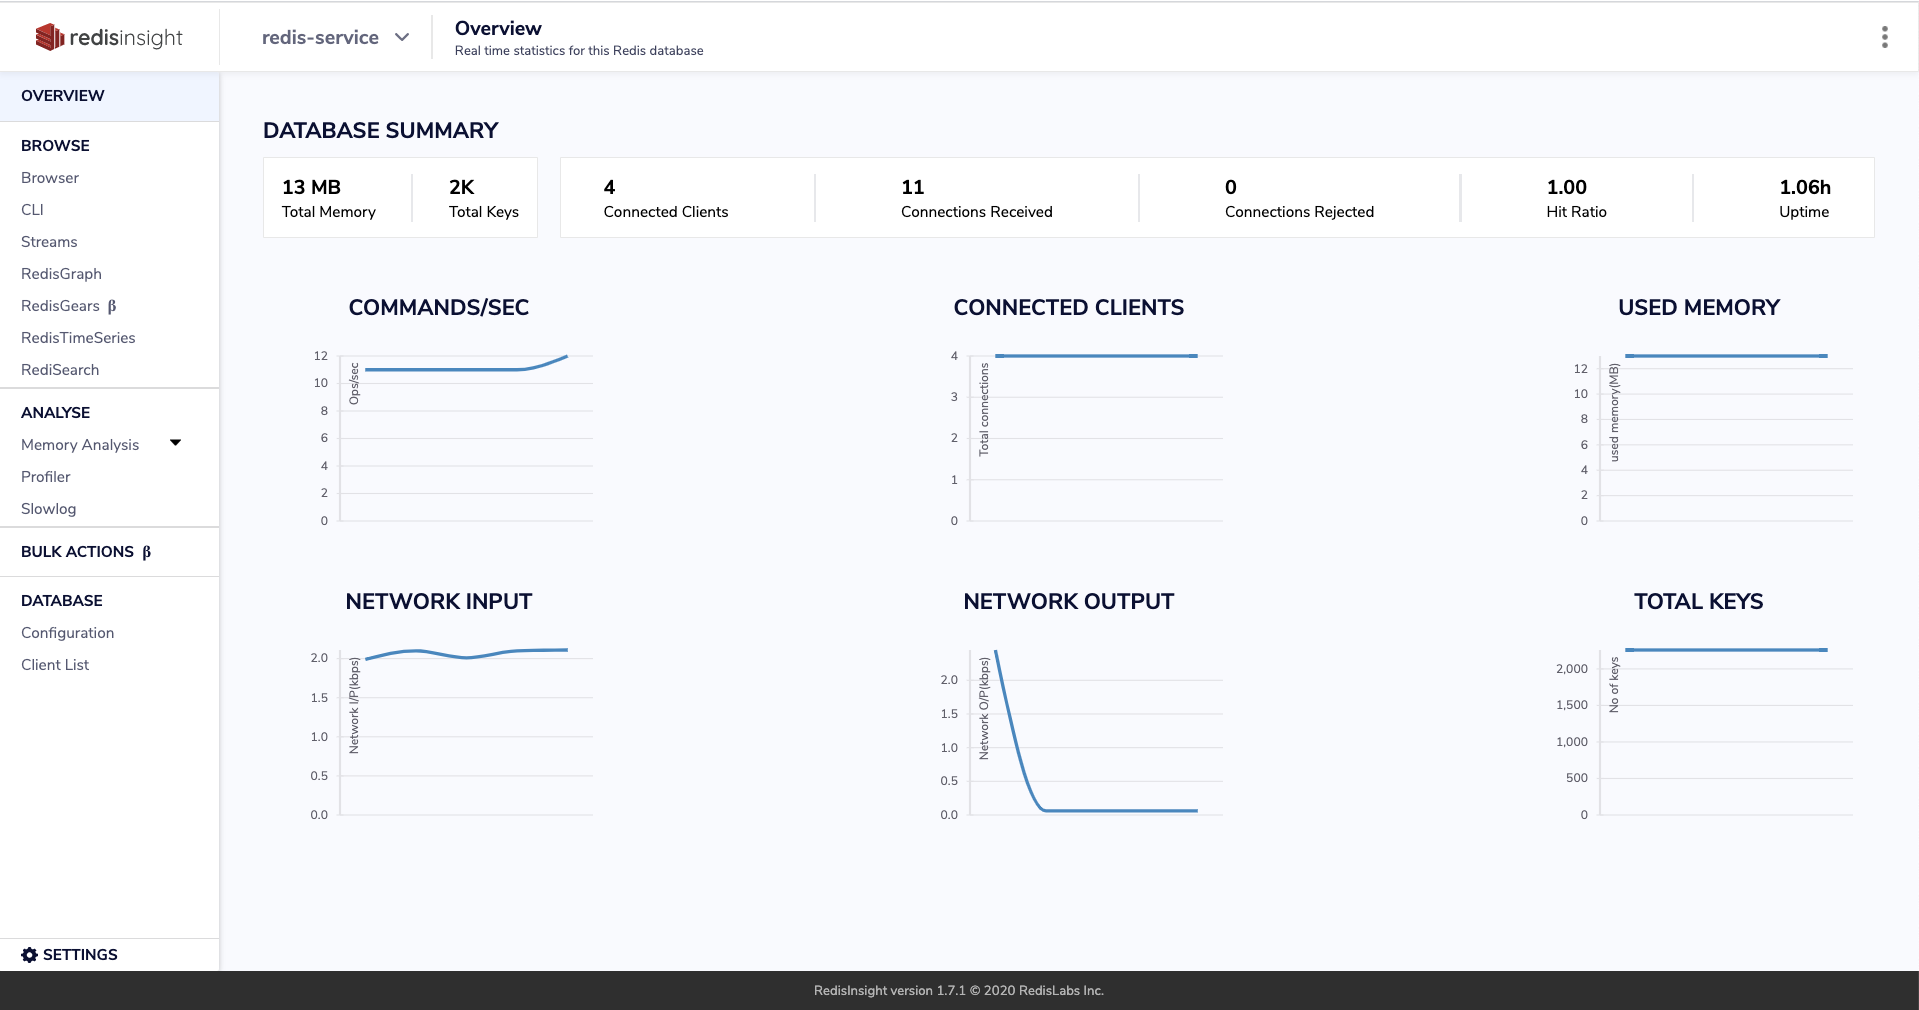 redisinsight
redis-service
Overview
Real time statistics for this Redis database
OVERVIEW
BROWSE
Browser
CLI
Streams
RedisGraph
RedisGears β
RedisTimeSeries
RediSearch
ANALYSE
Memory Analysis
Profiler
Slowlog
BULK ACTIONS β
DATABASE
Configuration
Client List
SETTINGS
DATABASE SUMMARY
13 MB
Total Memory
2K
Total Keys
4
Connected Clients
11
Connections Received
0
Connections Rejected
1.00
Hit Ratio
1.06h
Uptime
COMMANDS/SEC
12
10
8
6
4
2
0
Ops/sec
CONNECTED CLIENTS
4
3
2
1
0
Total connections
USED MEMORY
12
10
8
6
4
2
0
used memory(MB)
NETWORK INPUT
2.0
1.5
1.0
0.5
0.0
Network I/P(kbps)
NETWORK OUTPUT
2.0
1.5
1.0
0.5
0.0
Network O/P(kbps)
TOTAL KEYS
2,000
1,500
1,000
500
0
No of keys
RedisInsight version 1.7.1 © 2020 RedisLabs Inc.